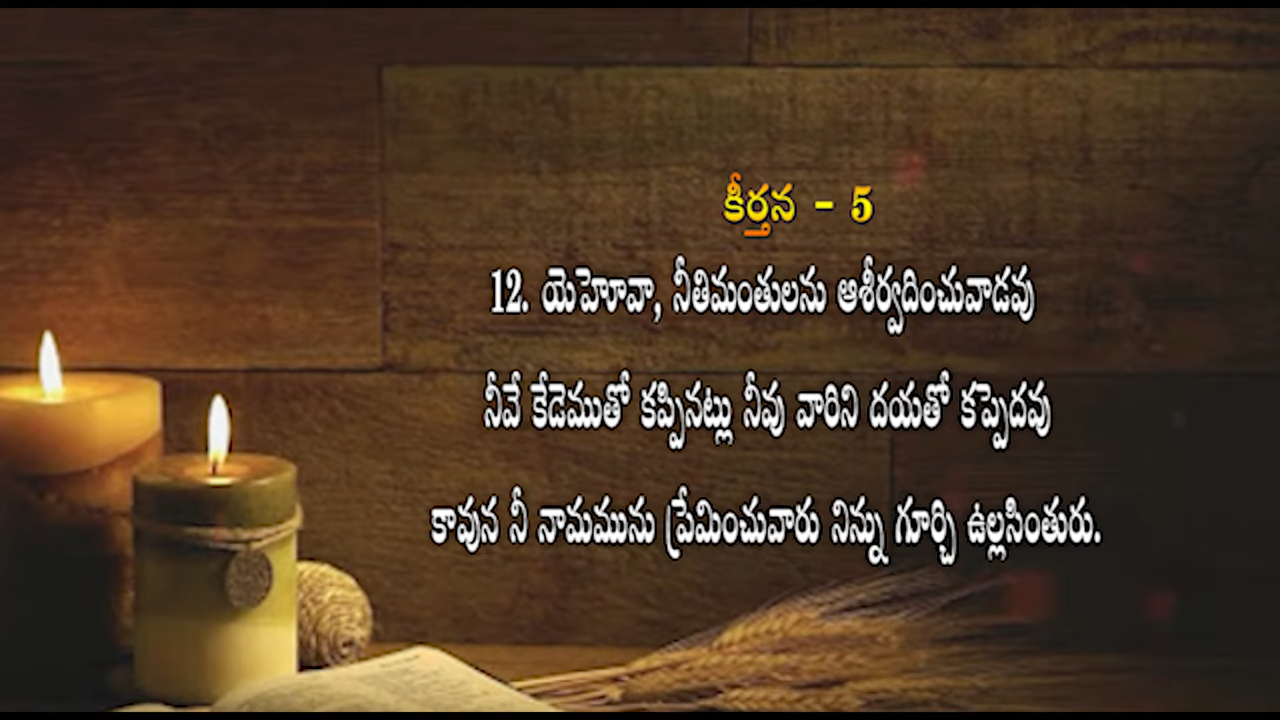 కీర్తన - 5
12. యెహోవా, నీతిమంతులను ఆశీర్వదించువాడవు
నీవే కేడెముతో కప్పినట్లు నీవు వారిని దయతో కప్పెదవు
కావున నీ నామమును ప్రేమించువారు నిన్ను గూర్చి ఉల్లసింతురు.